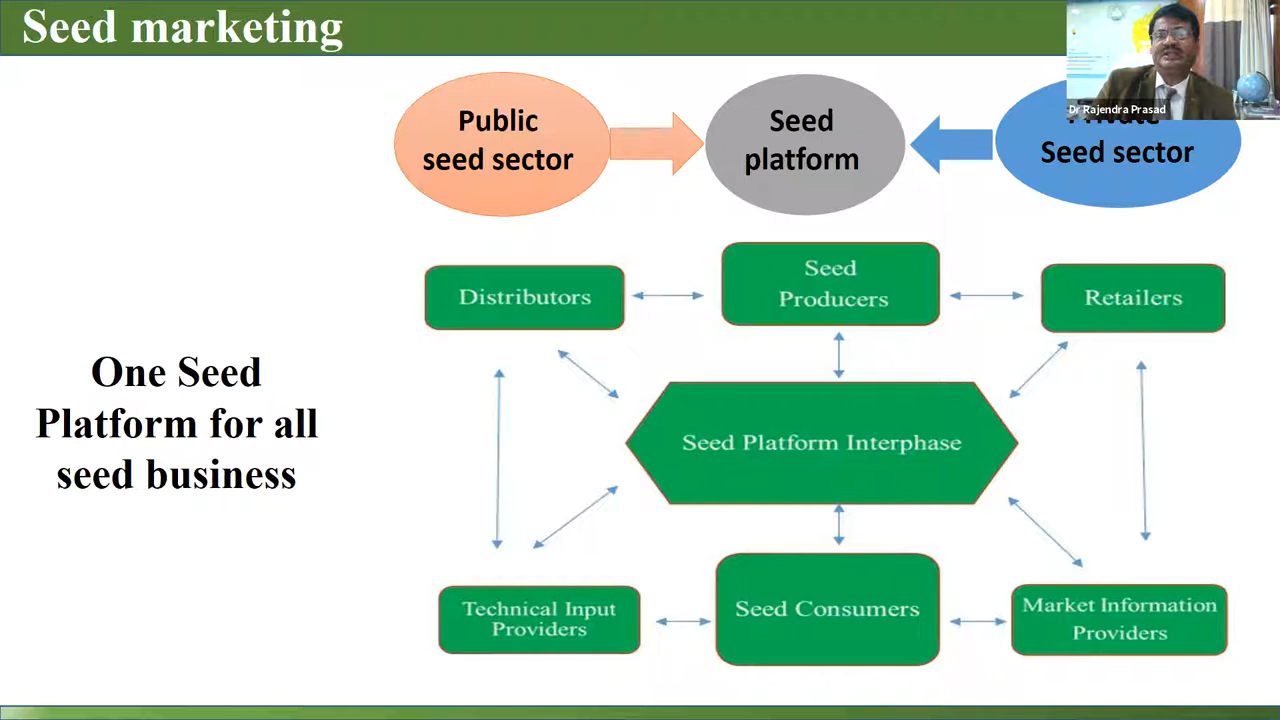 Seed marketing
Dr Rajendra Prasad
Public
seed sector
Seed
platform
Private
Seed sector
Distributors
Seed
Producers
Retailers
One Seed
Platform for all
seed business
Seed Platform Interphase
Technical Input
Providers
Seed Consumers
Market Information
Providers